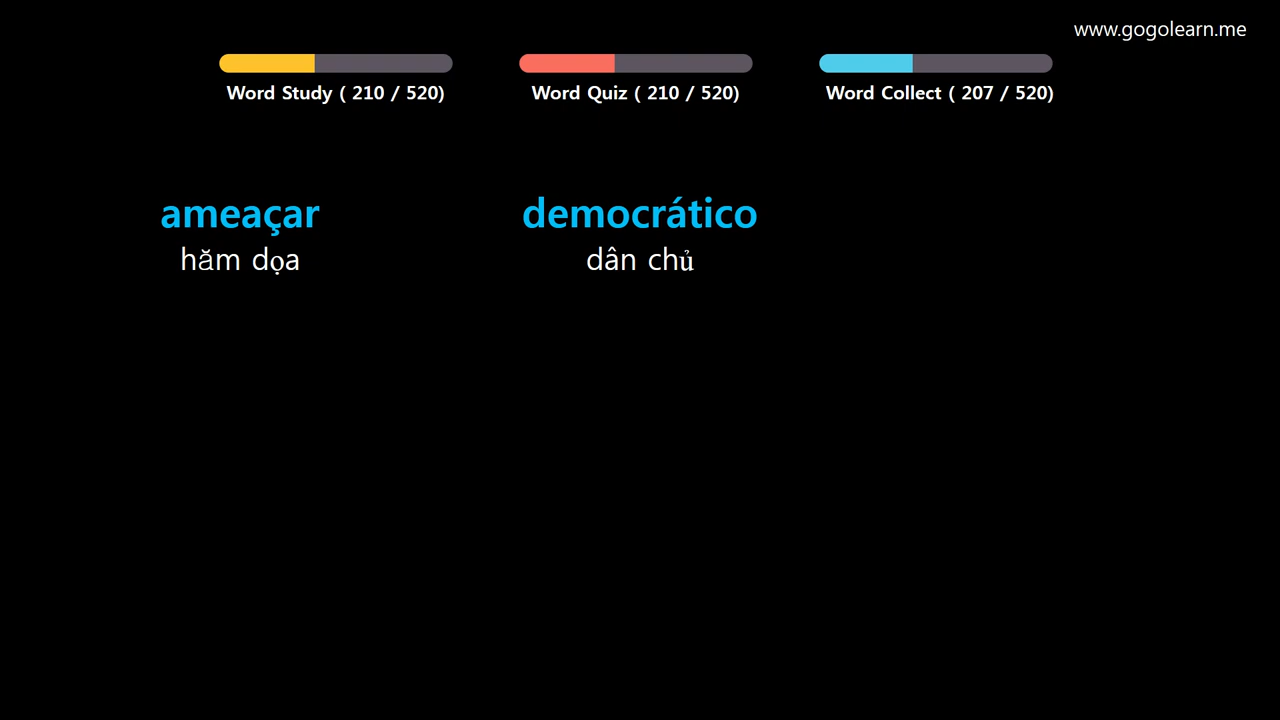 www.gogolearn.me
Word Study ( 210 / 520)
Word Quiz ( 210 / 520)
Word Collect ( 207 / 520)
ameaçar
hăm dọa
democrático
dân chủ